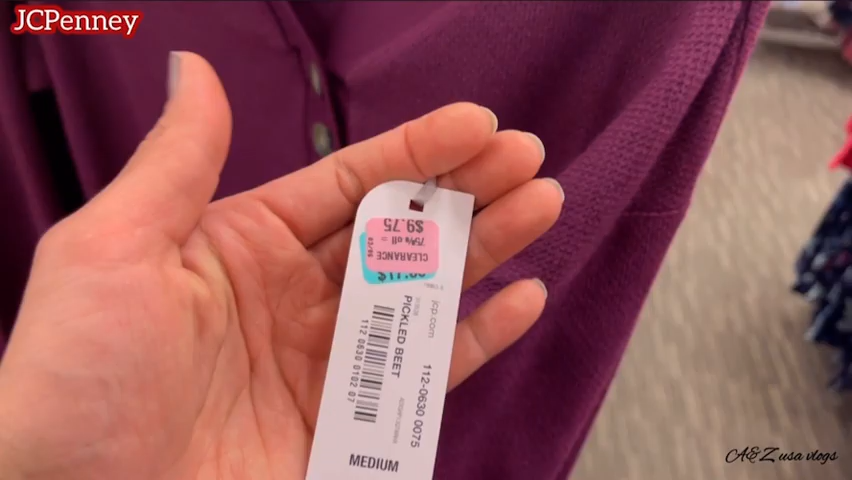 JCPenney
CLEARANCE
75% off =
$9.75
jcp.com
PICKLED BEET
112-0630 0075
112 0630 0102 07
MEDIUM
A&Z usa vlogs